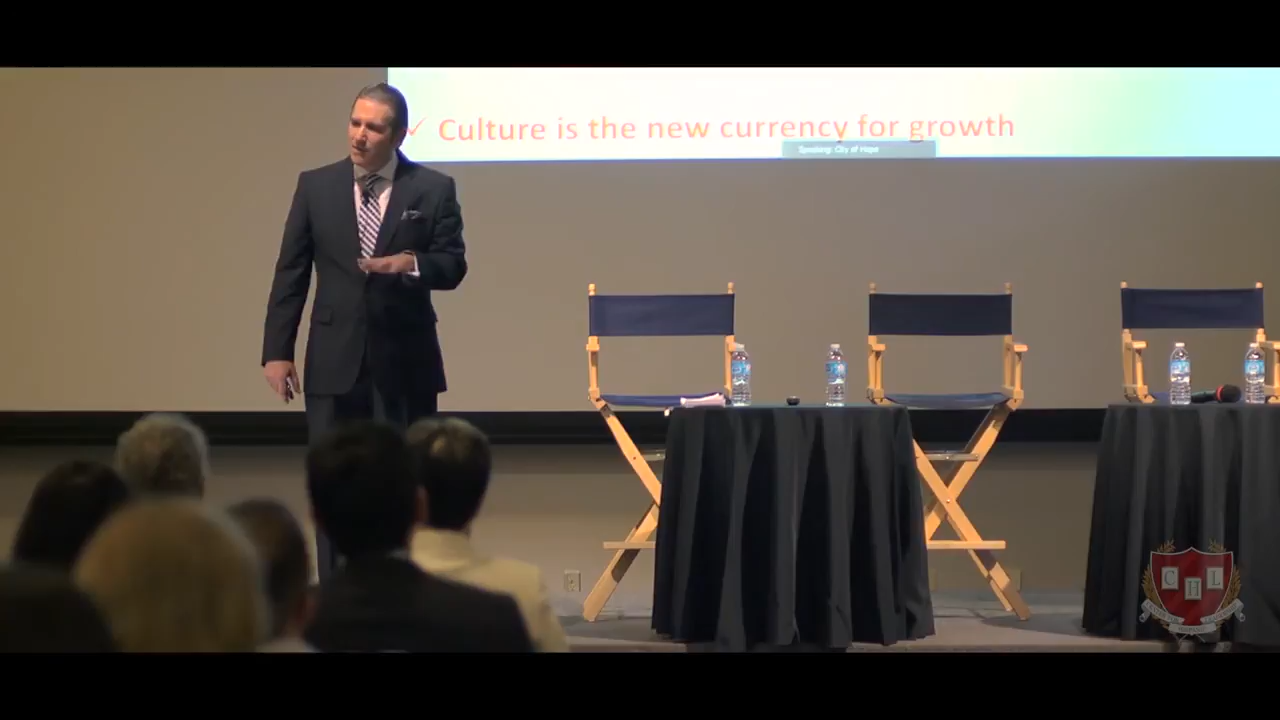 ✓ Culture is the new currency for growth
Speaking: City of Hope
C H L